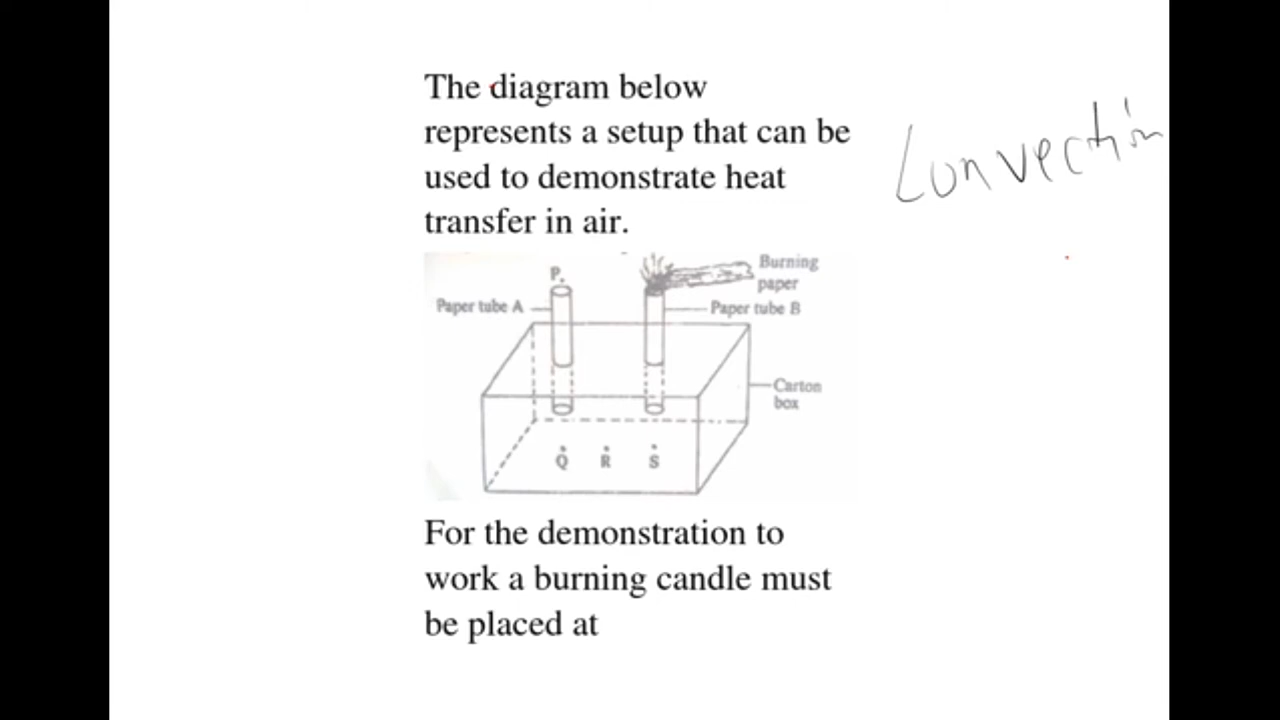 The diagram below
represents a setup that can be
used to demonstrate heat
transfer in air.
Convection
P.
Burning
paper
Paper tube A
Paper tube B
Carton
box
Q R S
For the demonstration to
work a burning candle must
be placed at